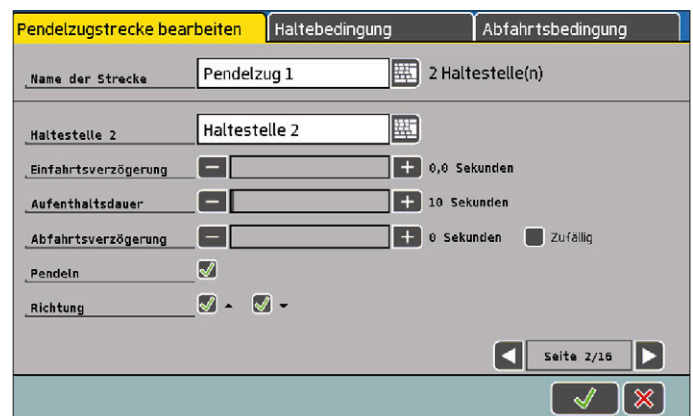 Pendelzugstrecke bearbeiten Haltebedingung Abfahrtsbedingung
Name der Strecke Pendelzug 1 2 Haltestelle(n)
Haltestelle 2 Haltestelle 2
Einfahrtsverzögerung 0,0 Sekunden
Aufenthaltsdauer 10 Sekunden
Abfahrtsverzögerung 0 Sekunden Zufällig
Pendeln
Richtung
Seite 2/16